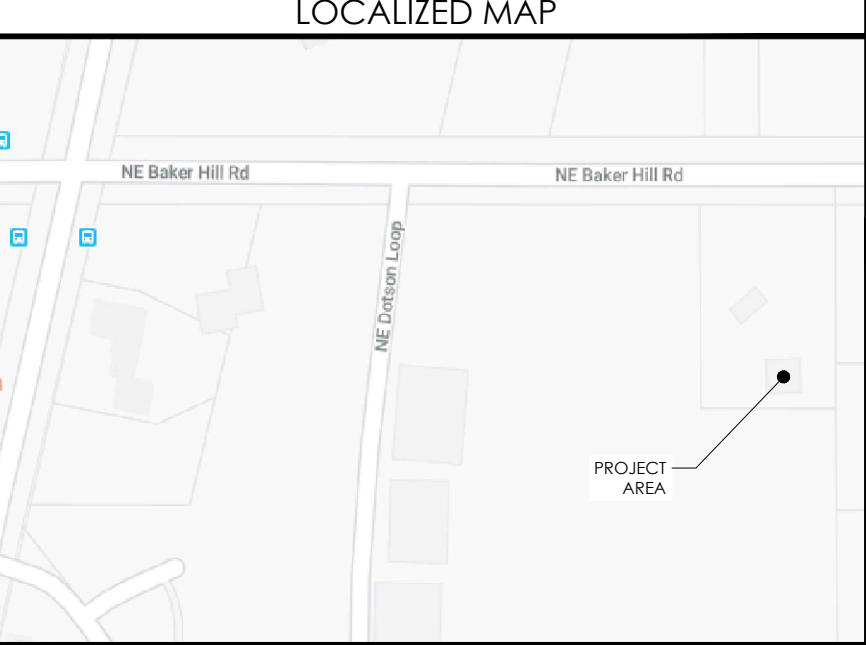 LOCALIZED MAP
NE Baker Hill Rd
NE Baker Hill Rd
NE Dotson Loop
PROJECT
AREA